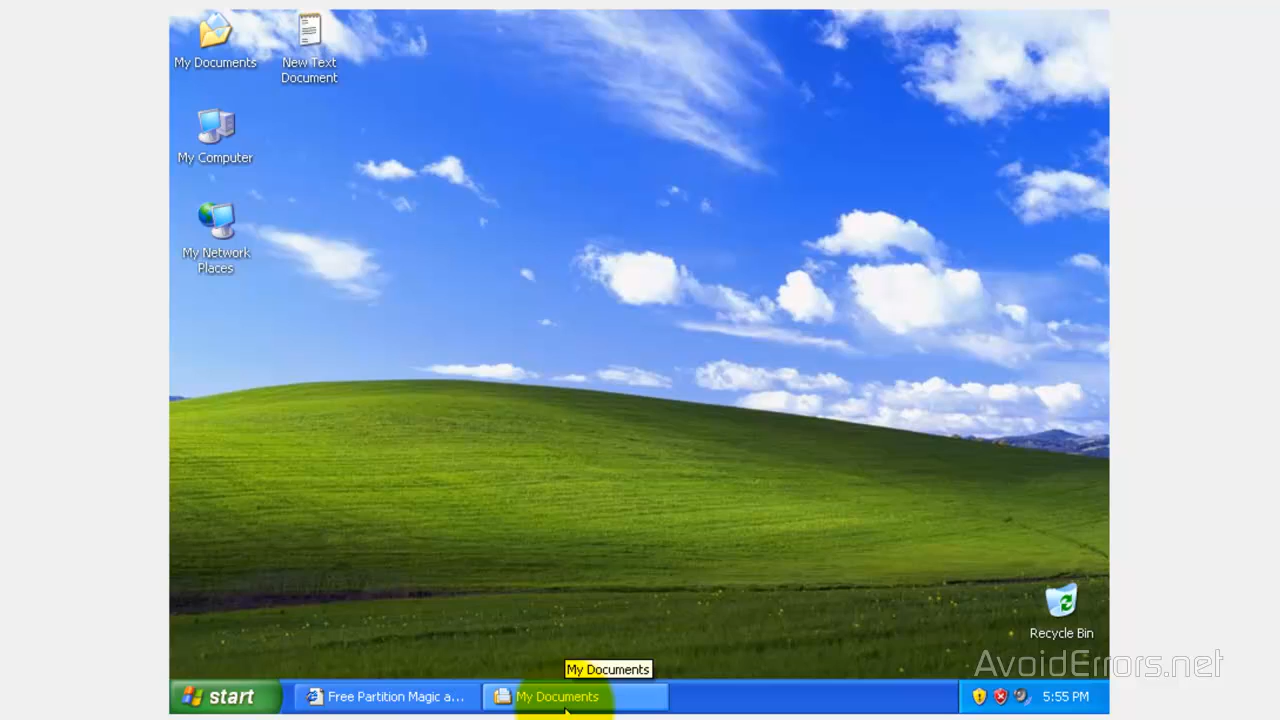 My Documents
New Text
Document
My Computer
My Network
Places
Recycle Bin
AvoidErrors.net
My Documents
start
Free Partition Magic a...
My Documents
5:55 PM